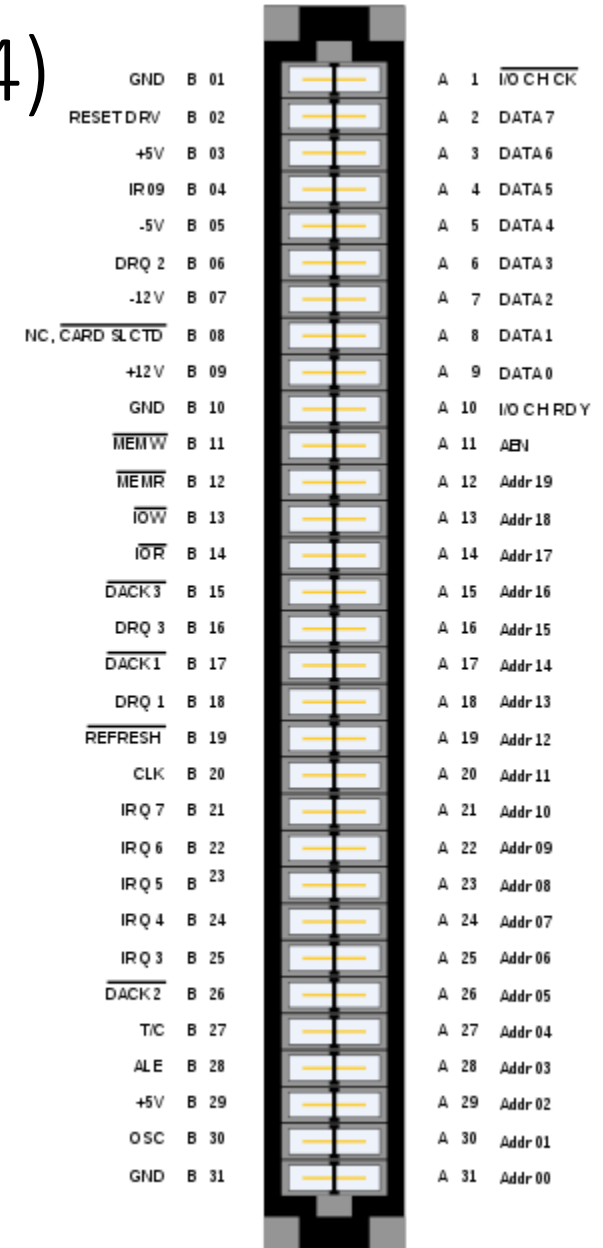 4)
GND B 01 A 1 I/O CH CK
RESET DRV B 02 A 2 DATA 7
+5V B 03 A 3 DATA 6
IR09 B 04 A 4 DATA 5
-5V B 05 A 5 DATA 4
DRQ 2 B 06 A 6 DATA 3
-12 V B 07 A 7 DATA 2
NC, CARD SLCTD B 08 A 8 DATA 1
+12 V B 09 A 9 DATA 0
GND B 10 A 10 I/O CH RDY
MEMW B 11 A 11 AEN
MEMR B 12 A 12 Addr 19
IOW B 13 A 13 Addr 18
IOR B 14 A 14 Addr 17
DACK 3 B 15 A 15 Addr 16
DRQ 3 B 16 A 16 Addr 15
DACK 1 B 17 A 17 Addr 14
DRQ 1 B 18 A 18 Addr 13
REFRESH B 19 A 19 Addr 12
CLK B 20 A 20 Addr 11
IRQ 7 B 21 A 21 Addr 10
IRQ 6 B 22 A 22 Addr 09
IRQ 5 B 23 A 23 Addr 08
IRQ 4 B 24 A 24 Addr 07
IRQ 3 B 25 A 25 Addr 06
DACK 2 B 26 A 26 Addr 05
T/C B 27 A 27 Addr 04
ALE B 28 A 28 Addr 03
+5V B 29 A 29 Addr 02
OSC B 30 A 30 Addr 01
GND B 31 A 31 Addr 00